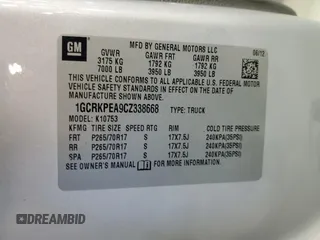 GM
MFD BY GENERAL MOTORS LLC
GVWR GAWR FRT GAWR RR 06/12
3175 KG 1792 KG 1792 KG
7000 LB 3950 LB 3950 LB
THIS VEHICLE CONFORMS TO ALL APPLICABLE U.S. FEDERAL MOTOR
VEHICLE SAFETY AND THEFT PREVENTION STANDARDS IN EFFECT ON
THE DATE OF MANUFACTURE SHOWN ABOVE.
1GCRKPEA9CZ338668 TYPE: TRUCK
MODEL: K10753
KFMG TIRE SIZE SPEED RTG RIM COLD TIRE PRESSURE
FRT P265/70R17 S 17X7.5J 240KPA(35PSI)
RR P265/70R17 S 17X7.5J 240KPA(35PSI)
SPA P265/70R17 S 17X7.5J 240KPA(35PSI)
SEE OWNER'S MANUAL FOR MORE INFORMATION.
DREAMBID